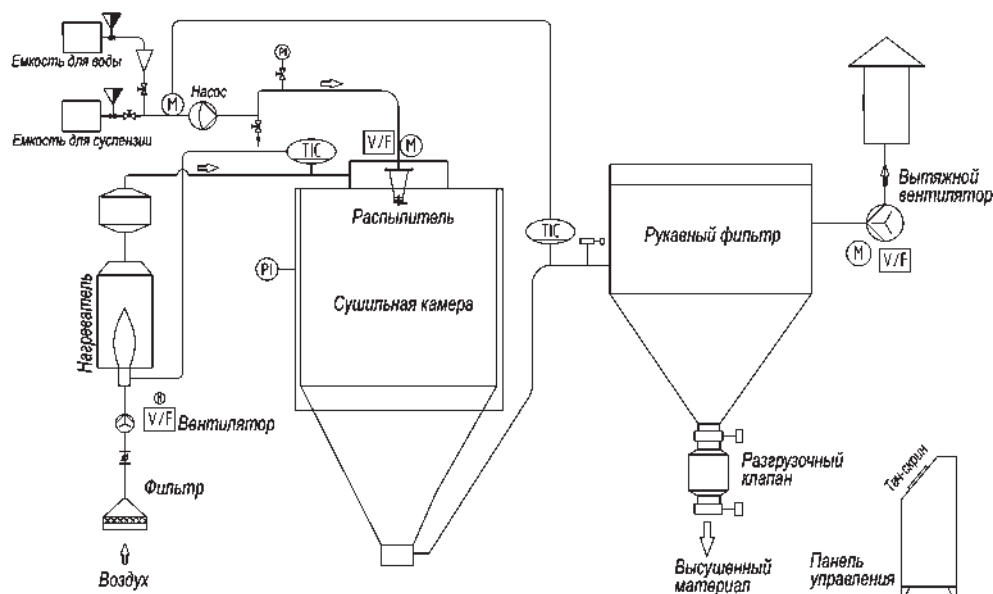 Емкость для воды
Емкость для суспензии
M
Насос
PI
V/F
M
TIC
Распылитель
PI
Сушильная камера
Нагреватель
V/F
Вентилятор
Фильтр
Воздух
TIC
Рукавный фильтр
Вытяжной
вентилятор
M
V/F
Разгрузочный
клапан
Высушенный
материал
Тач-скрин
Панель
управления